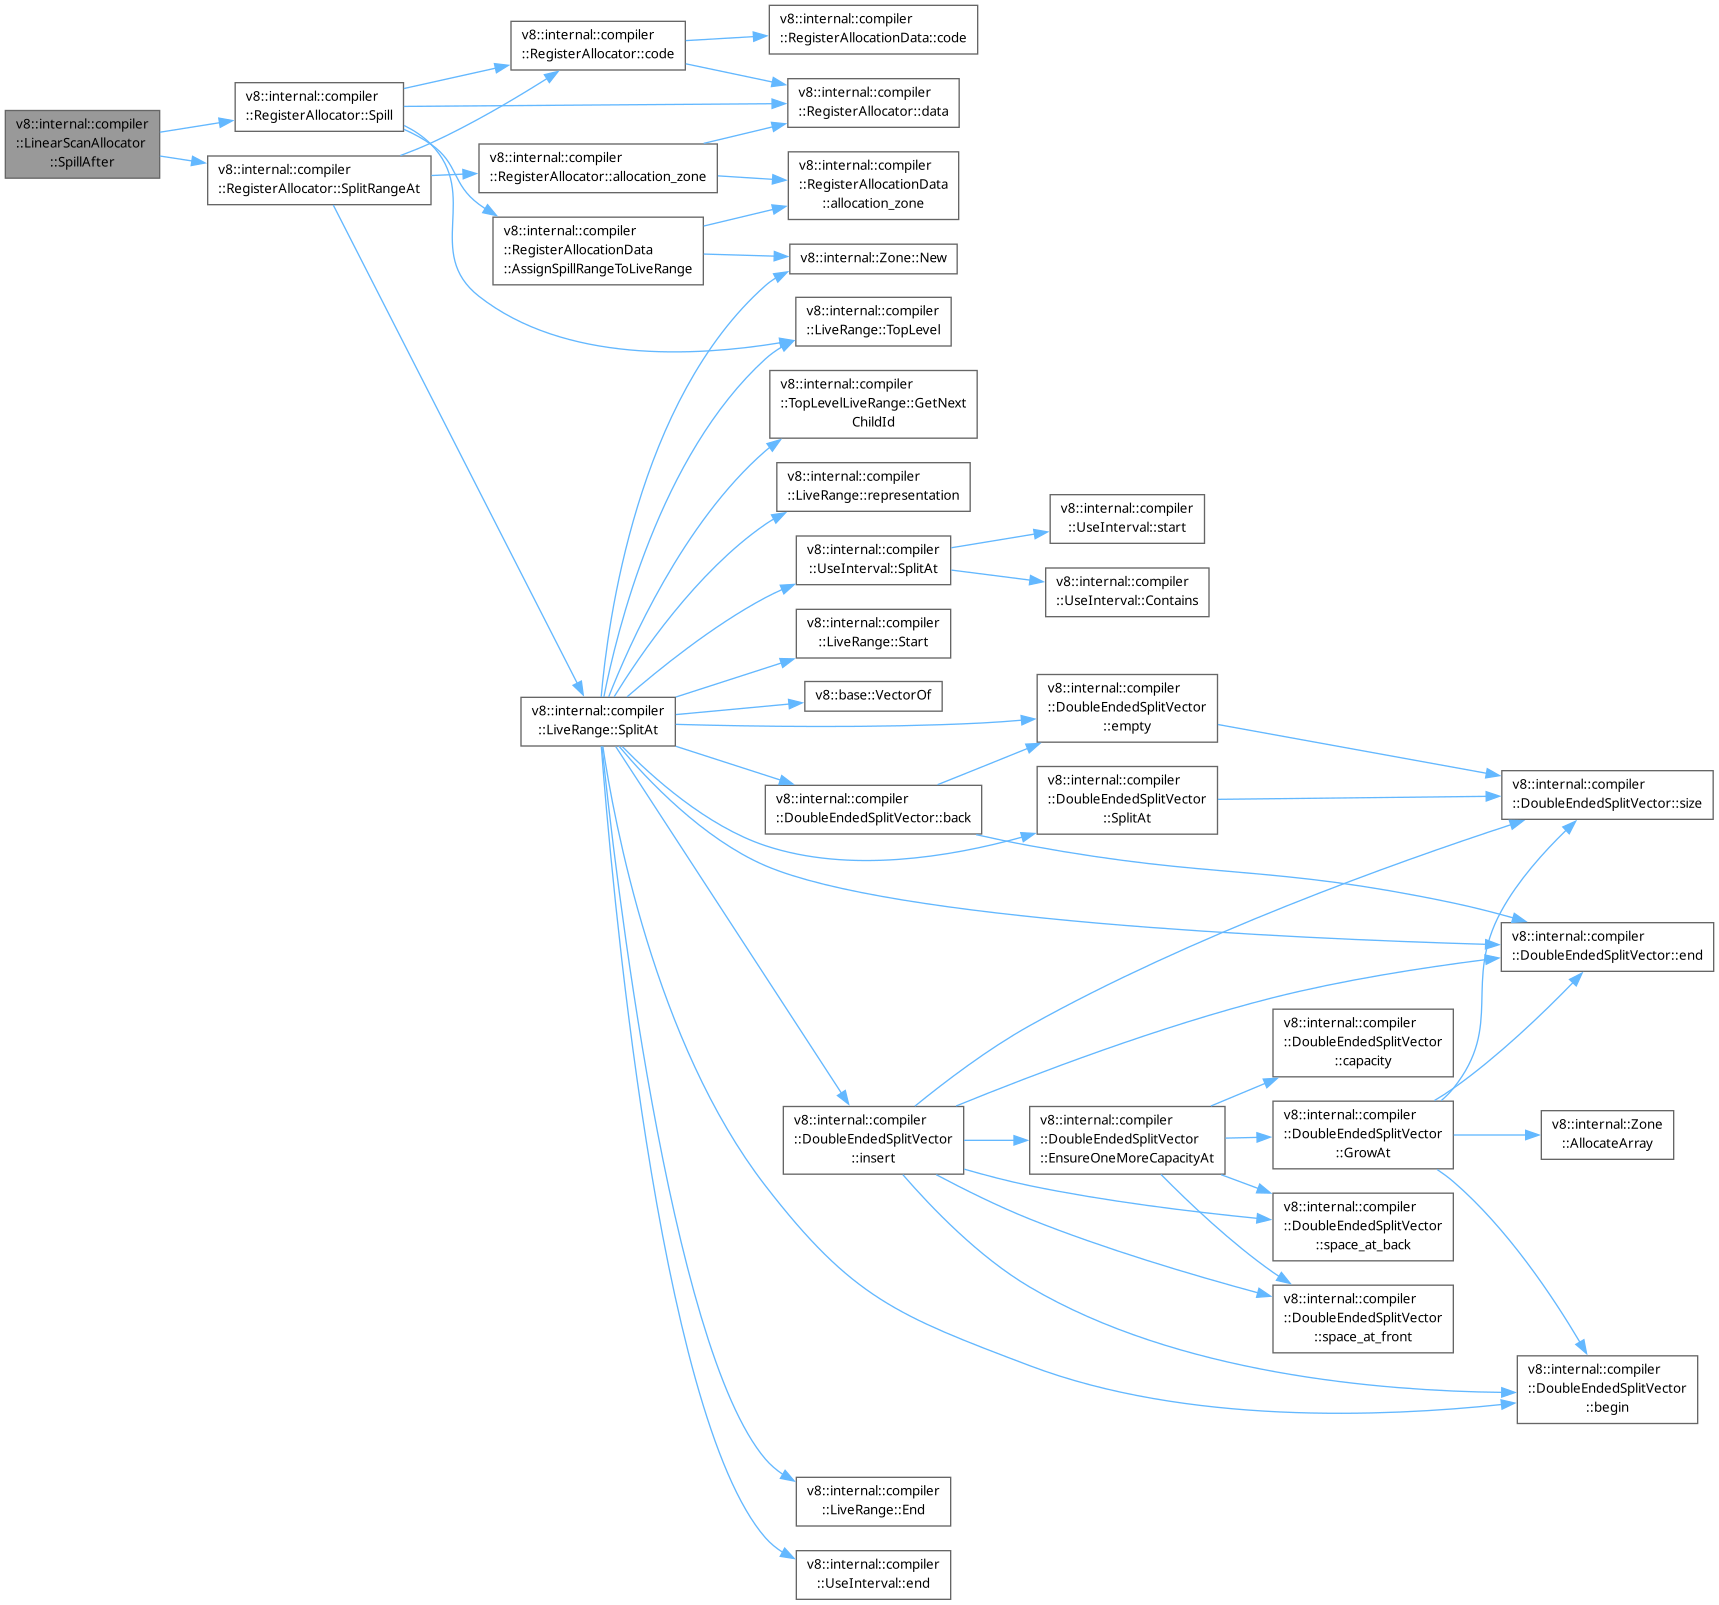 v8::internal::compiler
::LinearScanAllocator
::SpillAfter
v8::internal::compiler
::RegisterAllocator::Spill
v8::internal::compiler
::RegisterAllocator::SplitRangeAt
v8::internal::compiler
::RegisterAllocator::code
v8::internal::compiler
::RegisterAllocator::allocation_zone
v8::internal::compiler
::RegisterAllocationData
::AssignSpillRangeToLiveRange
v8::internal::compiler
::LiveRange::SplitAt
v8::internal::compiler
::RegisterAllocationData::code
v8::internal::compiler
::RegisterAllocator::data
v8::internal::compiler
::RegisterAllocationData
::allocation_zone
v8::internal::Zone::New
v8::internal::compiler
::LiveRange::TopLevel
v8::internal::compiler
::TopLevelLiveRange::GetNext
ChildId
v8::internal::compiler
::LiveRange::representation
v8::internal::compiler
::UseInterval::SplitAt
v8::internal::compiler
::LiveRange::Start
v8::base::VectorOf
v8::internal::compiler
::DoubleEndedSplitVector::back
v8::internal::compiler
::DoubleEndedSplitVector
::insert
v8::internal::compiler
::LiveRange::End
v8::internal::compiler
::UseInterval::end
v8::internal::compiler
::UseInterval::start
v8::internal::compiler
::UseInterval::Contains
v8::internal::compiler
::DoubleEndedSplitVector
::empty
v8::internal::compiler
::DoubleEndedSplitVector
::SplitAt
v8::internal::compiler
::DoubleEndedSplitVector
::EnsureOneMoreCapacityAt
v8::internal::compiler
::DoubleEndedSplitVector
::capacity
v8::internal::compiler
::DoubleEndedSplitVector
::GrowAt
v8::internal::compiler
::DoubleEndedSplitVector
::space_at_back
v8::internal::compiler
::DoubleEndedSplitVector
::space_at_front
v8::internal::compiler
::DoubleEndedSplitVector::size
v8::internal::compiler
::DoubleEndedSplitVector::end
v8::internal::Zone
::AllocateArray
v8::internal::compiler
::DoubleEndedSplitVector
::begin